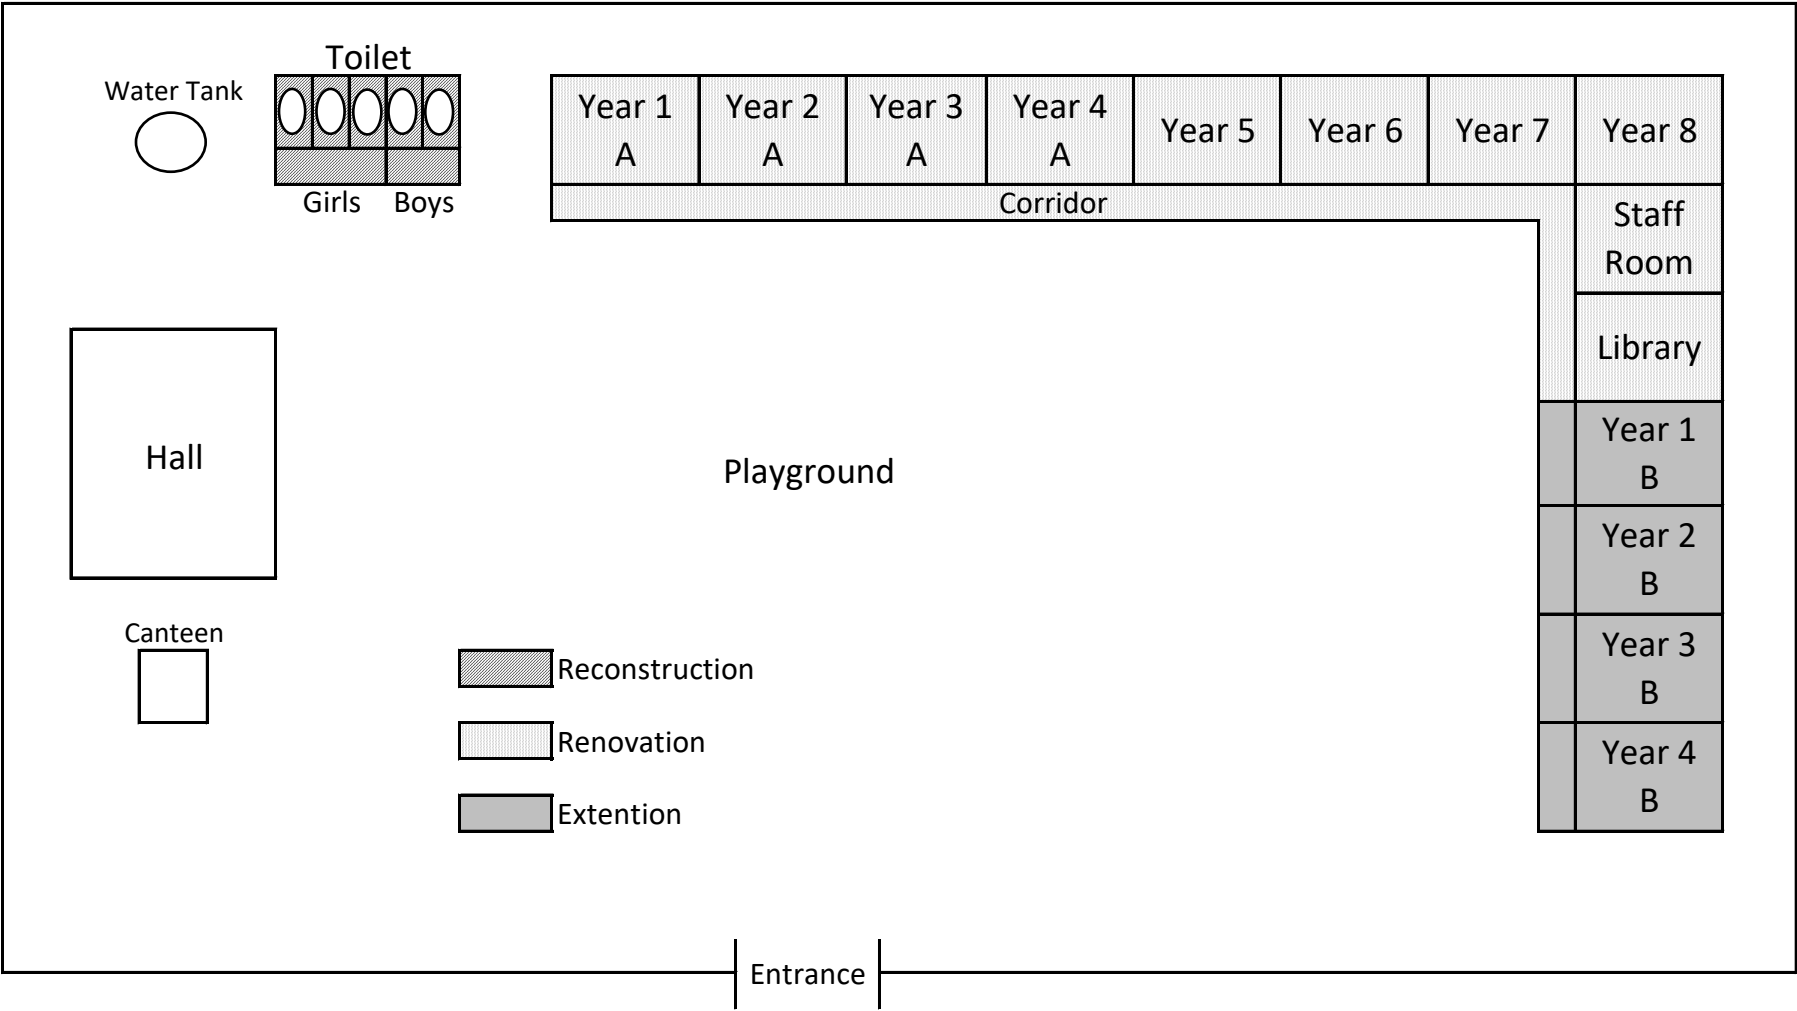 Toilet
Water Tank
Girls
Boys
Year 1
A
Year 2
A
Year 3
A
Year 4
A
Year 5
Year 6
Year 7
Year 8
Corridor
Staff
Room
Library
Hall
Playground
Year 1
B
Year 2
B
Year 3
B
Year 4
B
Canteen
Reconstruction
Renovation
Extention
Entrance